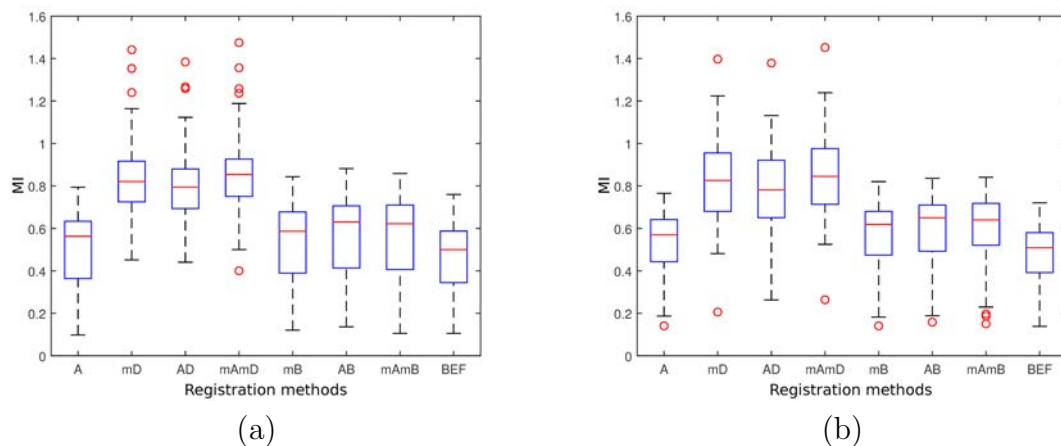 1.6
1.4
1.2
1
0.8
0.6
0.4
0.2
0
MI
A mD AD mAmD mB AB mAmB BEF
Registration methods
(a)
1.6
1.4
1.2
1
0.8
0.6
0.4
0.2
0
MI
A mD AD mAmD mB AB mAmB BEF
Registration methods
(b)